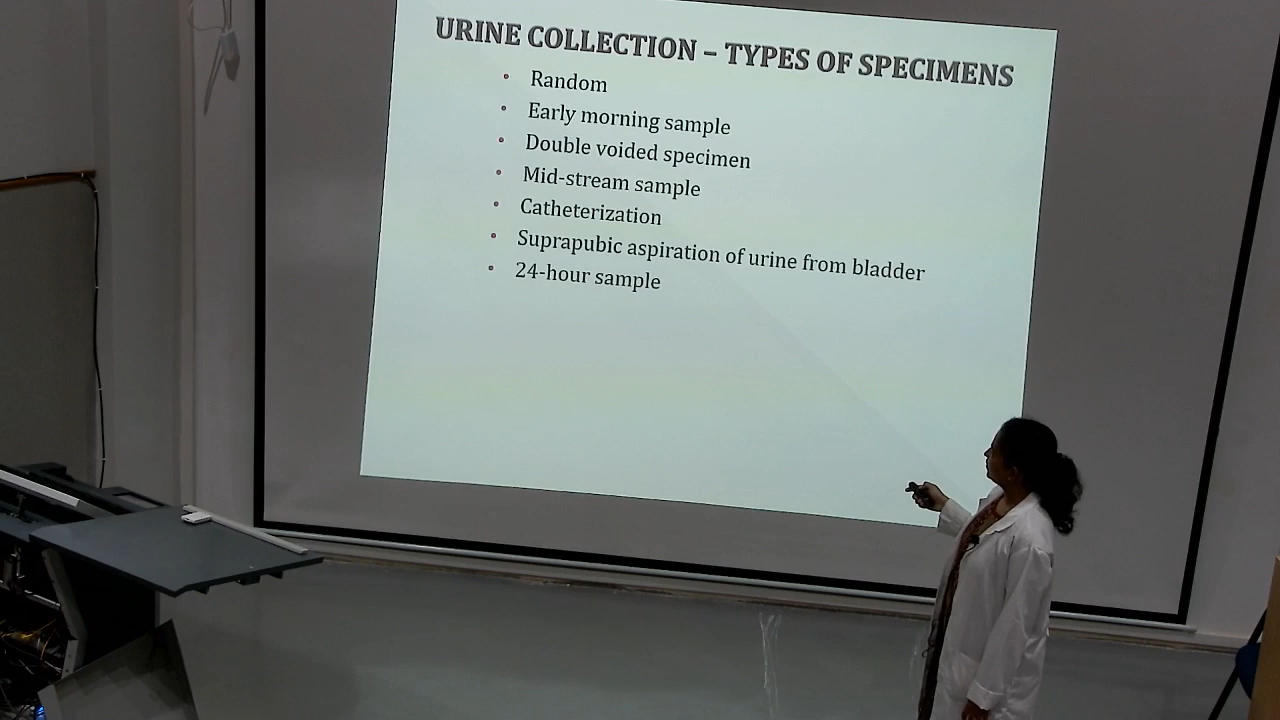 URINE COLLECTION – TYPES OF SPECIMENS
• Random
• Early morning sample
• Double voided specimen
• Mid-stream sample
• Catheterization
• Suprapubic aspiration of urine from bladder
• 24-hour sample